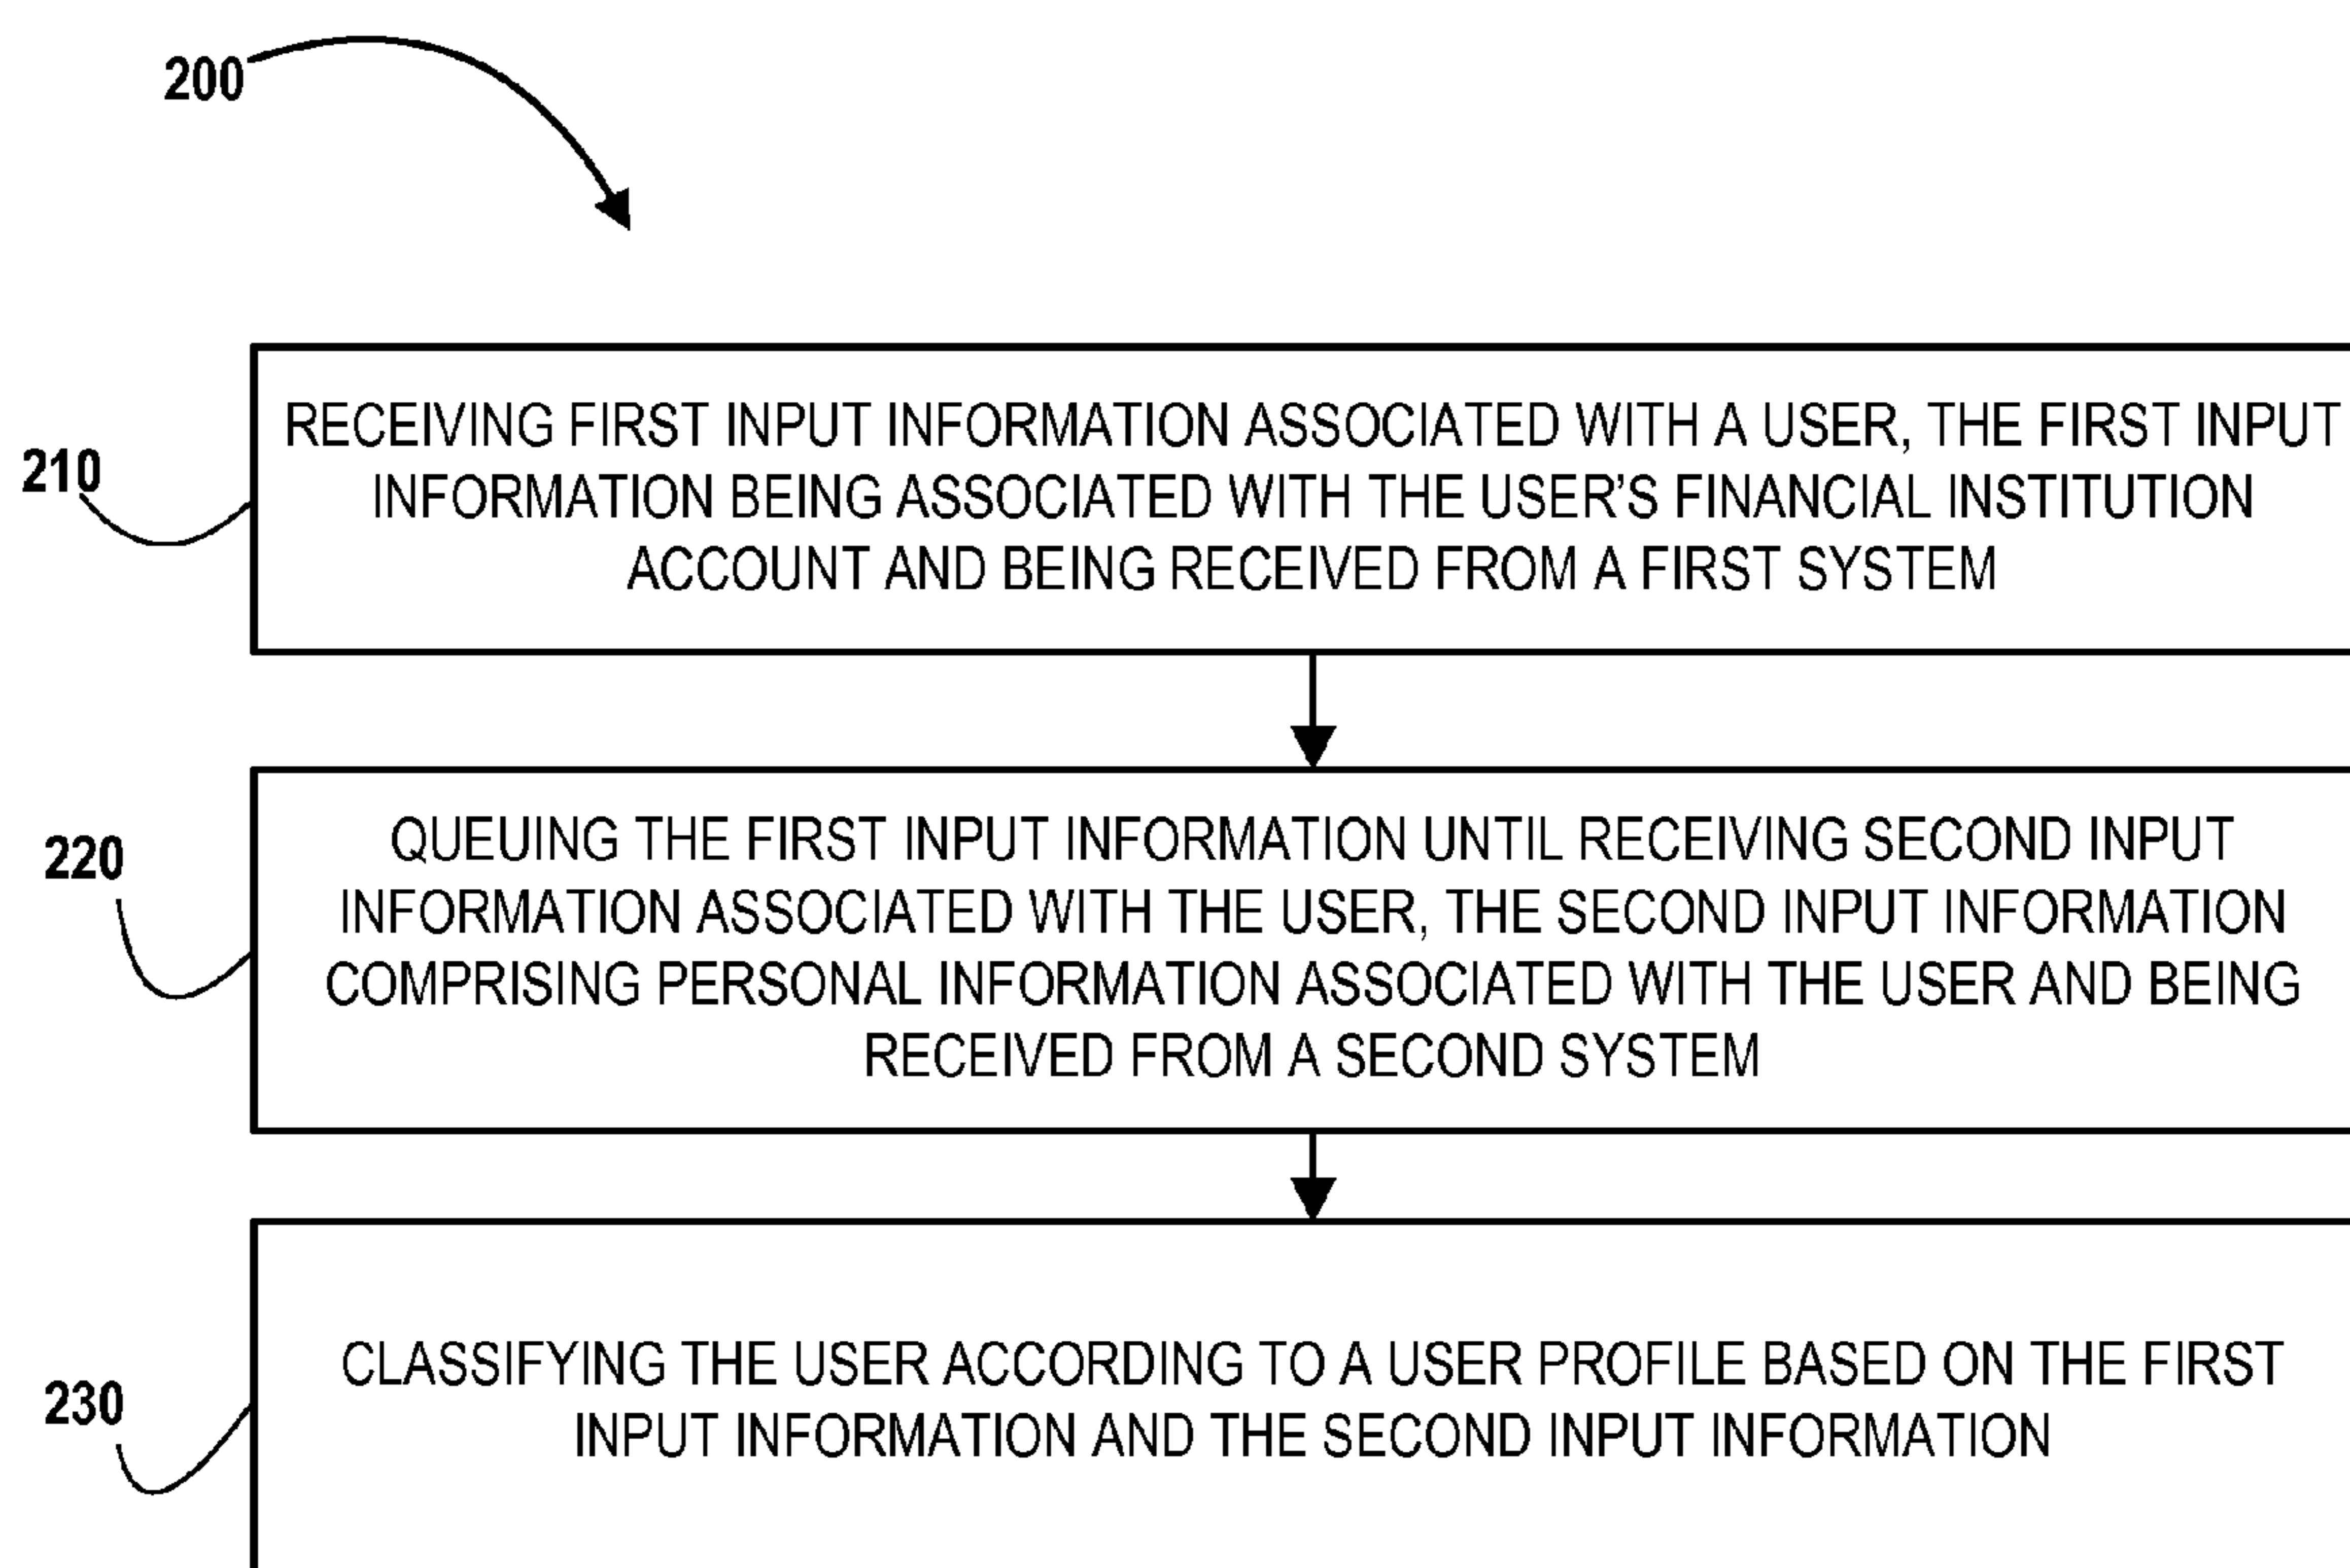 200
210
RECEIVING FIRST INPUT INFORMATION ASSOCIATED WITH A USER, THE FIRST INPUT
INFORMATION BEING ASSOCIATED WITH THE USER'S FINANCIAL INSTITUTION
ACCOUNT AND BEING RECEIVED FROM A FIRST SYSTEM
220
QUEUING THE FIRST INPUT INFORMATION UNTIL RECEIVING SECOND INPUT
INFORMATION ASSOCIATED WITH THE USER, THE SECOND INPUT INFORMATION
COMPRISING PERSONAL INFORMATION ASSOCIATED WITH THE USER AND BEING
RECEIVED FROM A SECOND SYSTEM
230
CLASSIFYING THE USER ACCORDING TO A USER PROFILE BASED ON THE FIRST
INPUT INFORMATION AND THE SECOND INPUT INFORMATION